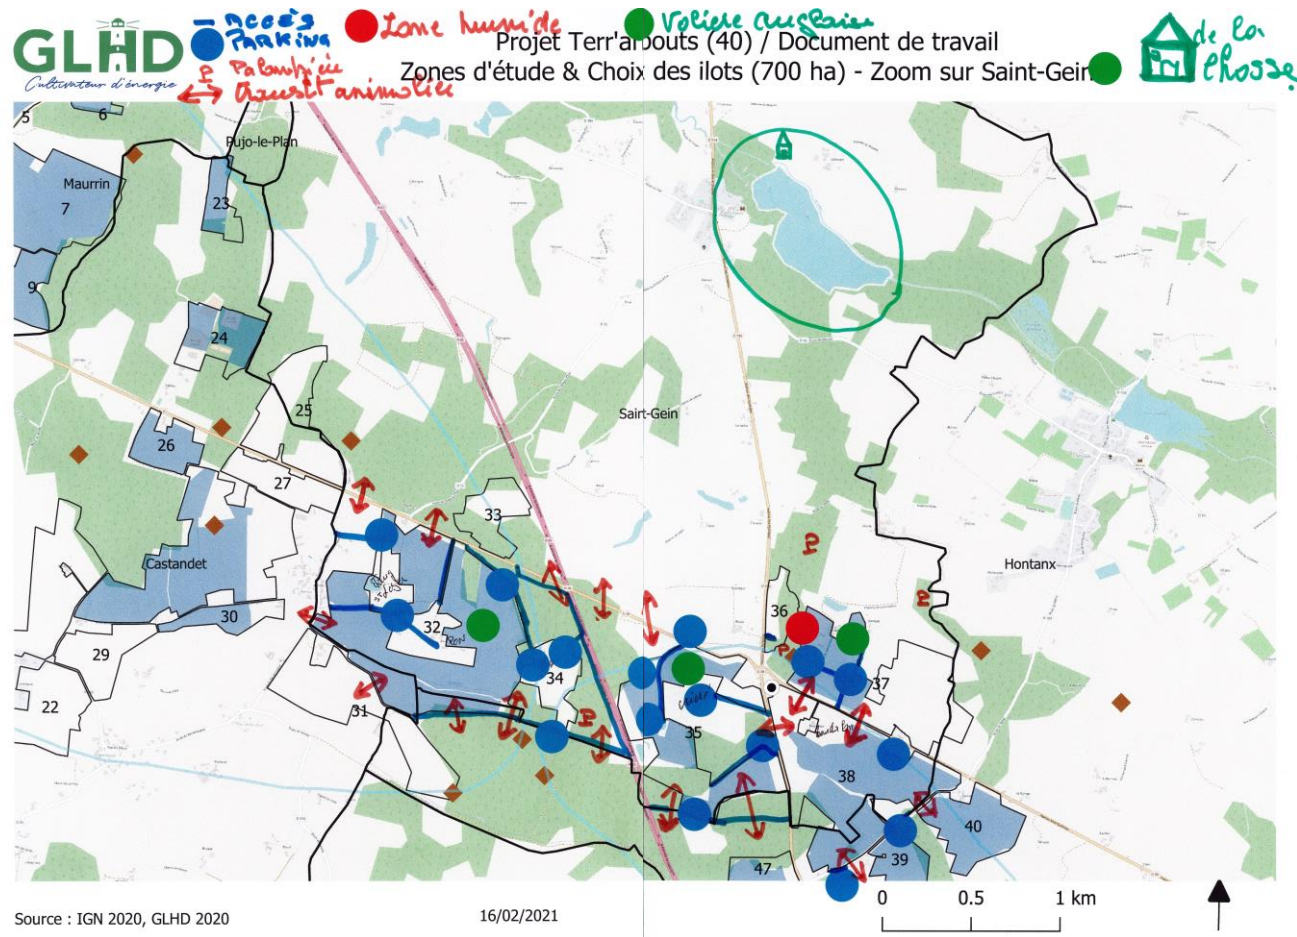 GLHD
Cultivateur d'énergie
ACCÈS
PARKING
Zone humide
Volière anglaise
P Palombière
transit animalier
de la
Chasse
Projet Terr'arbouts (40) / Document de travail
Zones d'étude & Choix des ilots (700 ha) - Zoom sur Saint-Gein
5
6
Pujo-le-Plan
Maurrin
7
23
9
24
25
Saint-Gein
26
27
33
Castandet
P
Hontanx
36
P
30
32
29
34
P
37
22
31
P
35
38
40
39
47
0 0.5 1 km
Source : IGN 2020, GLHD 2020
16/02/2021